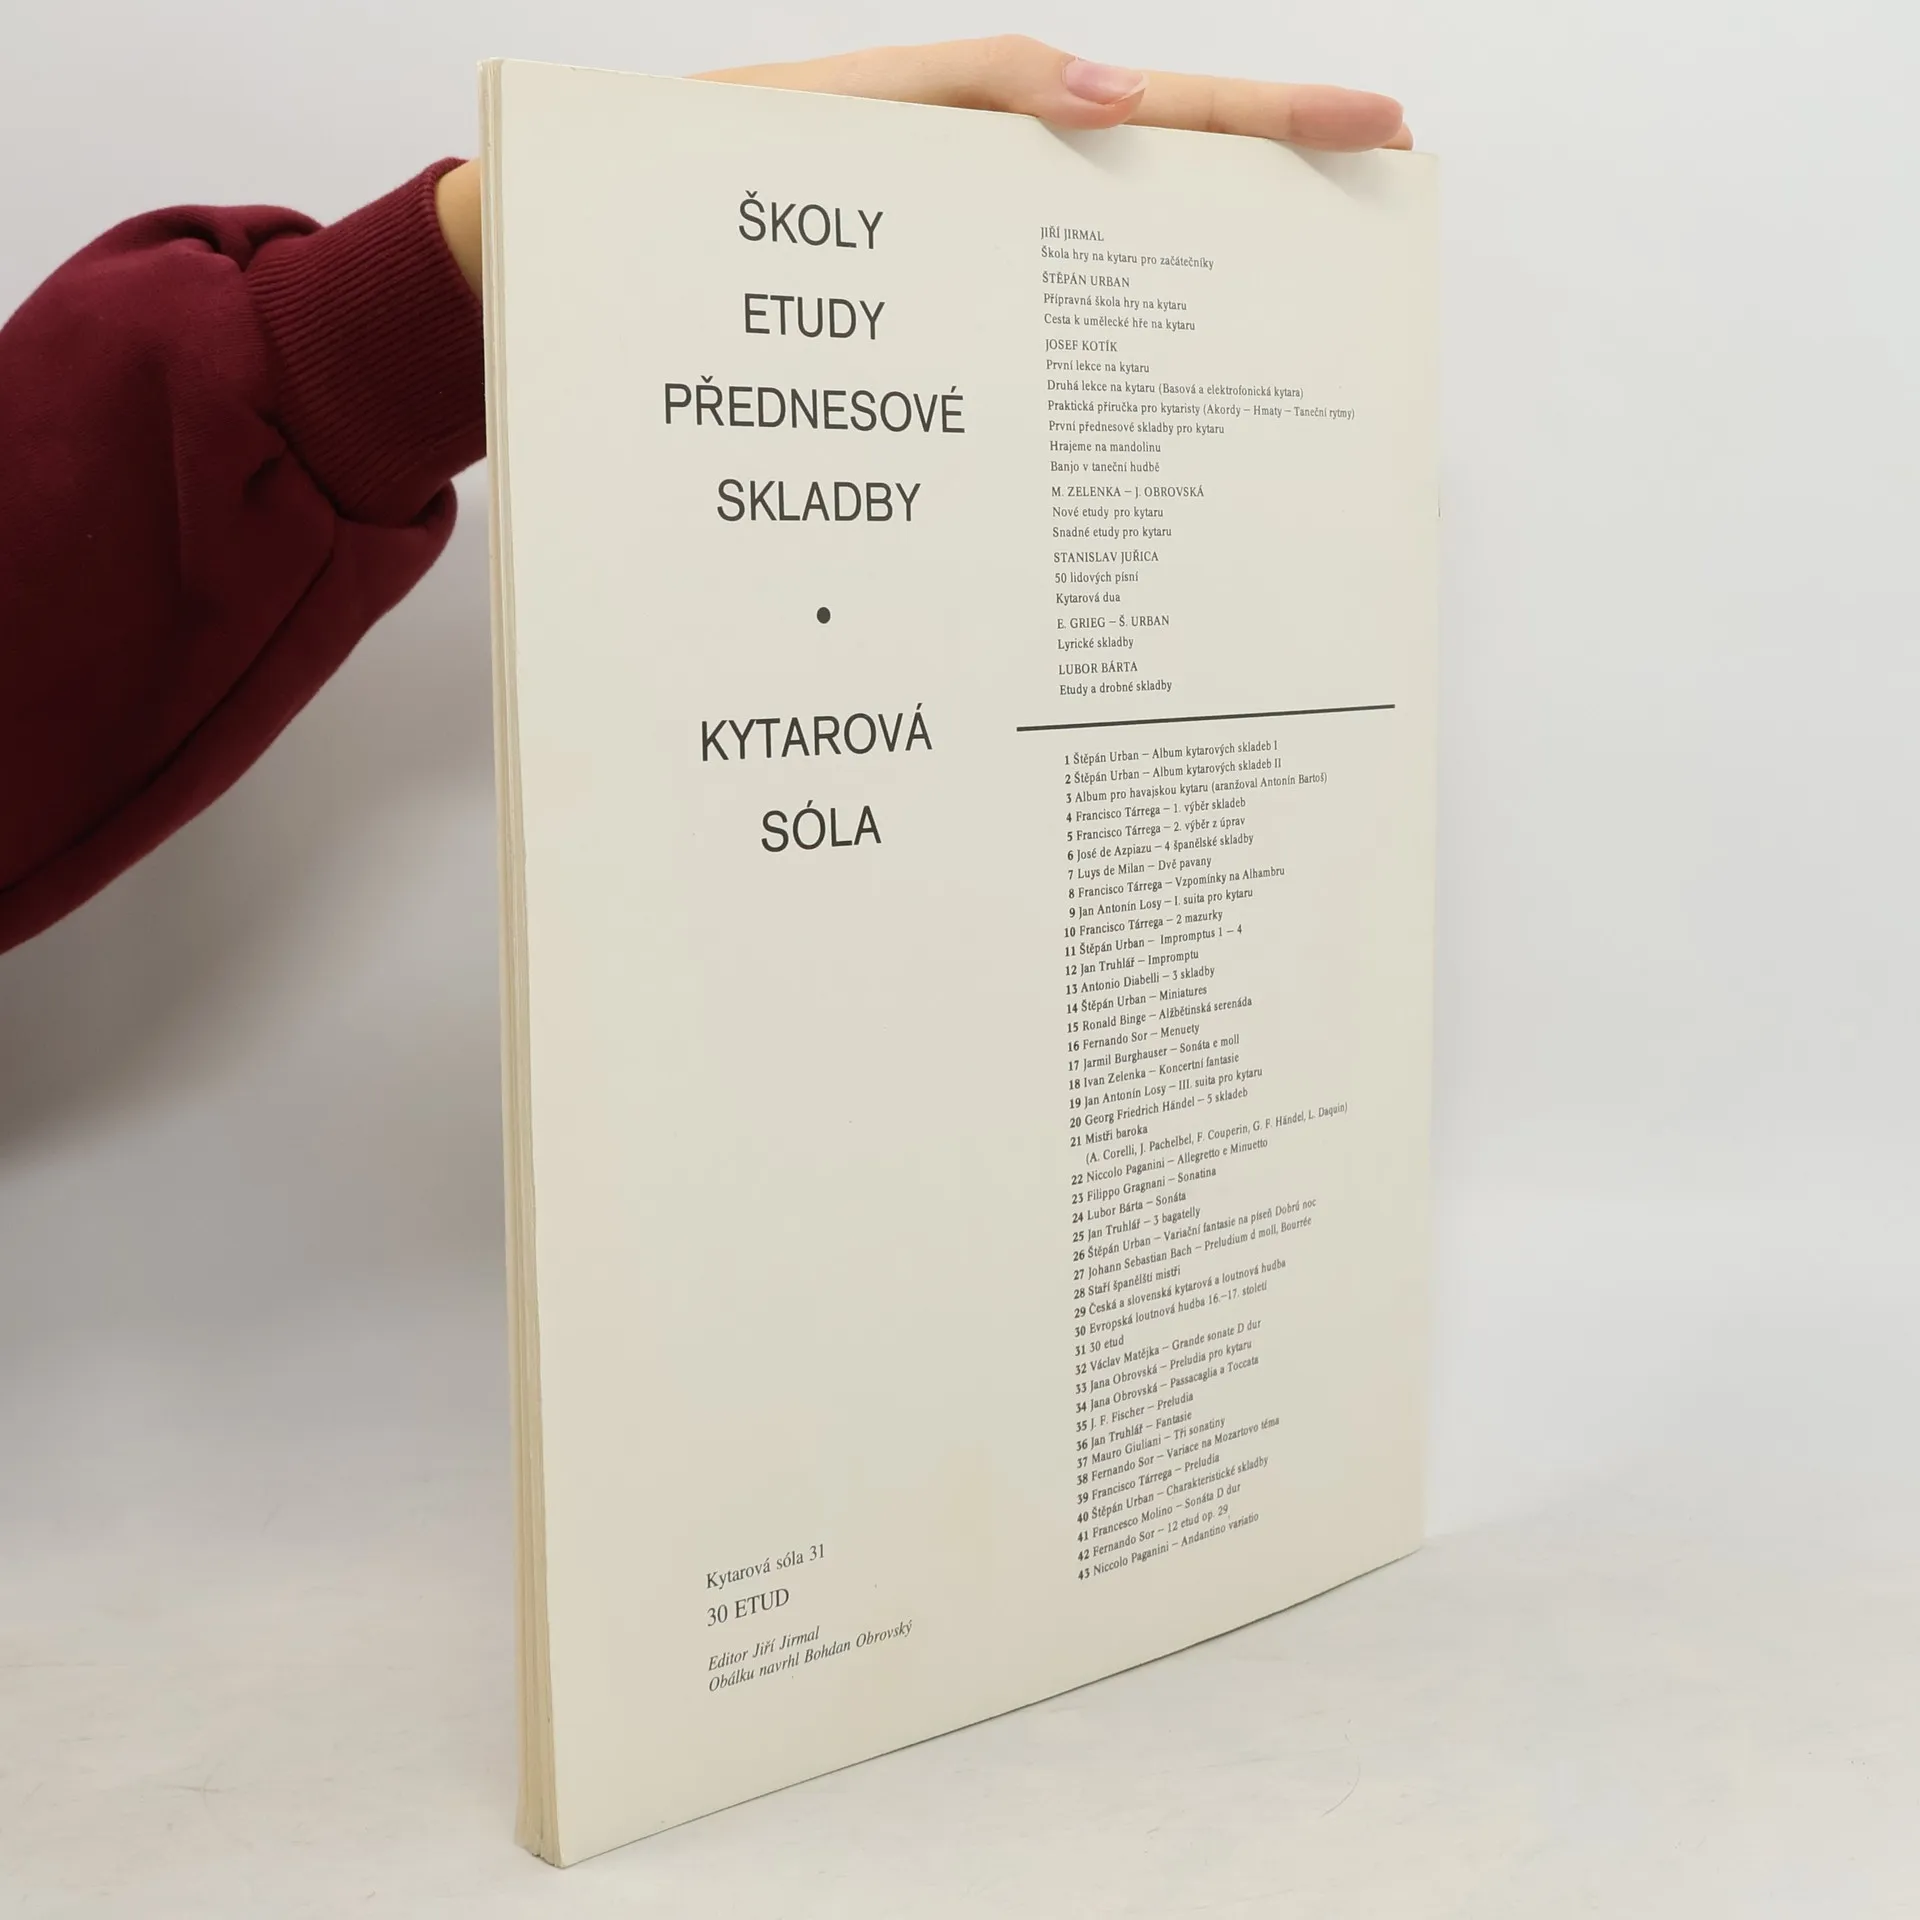 ŠKOLY
ETUDY
PŘEDNESOVÉ
SKLADBY
•
KYTAROVÁ
SÓLA
JIŘÍ JIRMAL
Škola hry na kytaru pro začátečníky
ŠTĚPÁN URBAN
Přípravná škola hry na kytaru
Cesta k umělecké hře na kytaru
JOSEF KOTÍK
První lekce na kytaru
Druhá lekce na kytaru (Basová a elektrofonická kytara)
Praktická příručka pro kytaristy (Akordy – Hmaty – Taneční rytmy)
První přednesové skladby pro kytaru
Hrajeme na mandolínu
Banjo v taneční hudbě
M. ZELENKA – J. OBROVSKÁ
Nové etudy pro kytaru
Snadné etudy pro kytaru
STANISLAV JUŘICA
50 lidových písní
Kytarová dua
E. GRIEG – Š. URBAN
Lyrické skladby
LUBOR BÁRTA
Etudy a drobné skladby
1 Štěpán Urban – Album kytarových skladeb I
2 Štěpán Urban – Album kytarových skladeb II
3 Album pro havajskou kytaru (aranžoval Antonín Bartoš)
4 Francisco Tárrega – 1. výběr skladeb
5 Francisco Tárrega – 2. výběr z úprav
6 José de Azpiazu – 4 španělské skladby
7 Luys de Milan – Dvě pavany
8 Francisco Tárrega – Vzpomínky na Alhambru
9 Jan Antonín Losy – I. suita pro kytaru
10 Francisco Tárrega – 2 mazurky
11 Štěpán Urban – Impromptus 1 – 4
12 Jan Truhlář – Impromptu
13 Antonio Diabelli – 3 skladby
14 Štěpán Urban – Miniatures
15 Ronald Binge – Alžbětinská serenáda
16 Fernando Sor – Menuety
17 Jarmil Burghauser – Sonáta e moll
18 Ivan Zelenka – Koncertní fantasie
19 Jan Antonín Losy – III. suita pro kytaru
20 Georg Friedrich Händel – 5 skladeb
21 Mistři baroka
(A. Corelli, J. Pachelbel, F. Couperin, G. F. Händel, L. Daquin)
22 Niccolo Paganini – Allegretto e Minuetto
23 Filippo Gragnani – Sonatina
24 Lubor Bárta – Sonáta
25 Jan Truhlář – 3 bagatelly
26 Štěpán Urban – Variační fantasie na píseň Dobrú noc
27 Johann Sebastian Bach – Preludium d moll, Bourrée
28 Staří španělští mistři
29 Česká a slovenská kytarová a loutnová hudba
30 Evropská loutnová hudba 16.–17. století
31 30 etud
32 Václav Matějka – Grande sonate D dur
33 Jana Obrovská – Preludia pro kytaru
34 Jana Obrovská – Passacaglia a Toccata
35 J. F. Fischer – Preludia
36 Jan Truhlář – Fantasie
37 Mauro Giuliani – Tři sonatiny
38 Fernando Sor – Variace na Mozartovo téma
39 Francisco Tárrega – Preludia
40 Štěpán Urban – Charakteristické skladby
41 Francesco Molino – Sonáta D dur
42 Fernando Sor – 12 etud op. 29
43 Niccolo Paganini – Andantino variatio
Kytarová sóla 31
30 ETUD
Editor Jiří Jirmal
Obálku navrhl Bohdan Obrovský